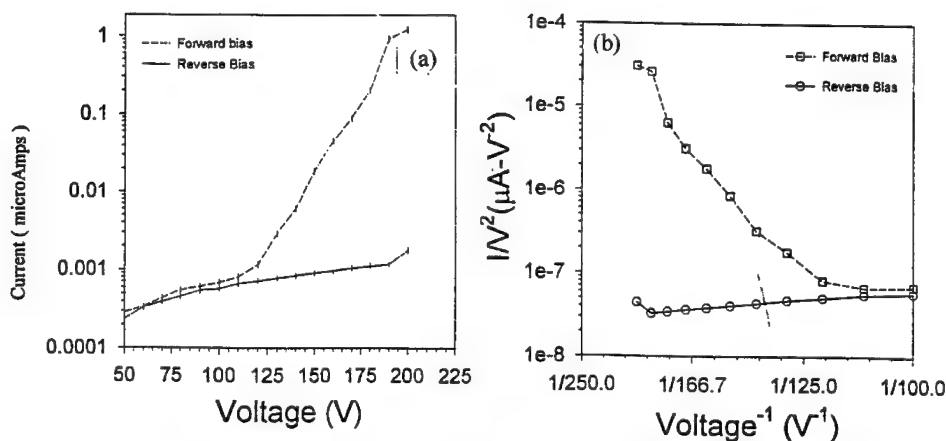 Forward bias
Reverse Bias
(a)
1
0.1
0.01
0.001
0.0001
Current ( microAmps )
50 75 100 125 150 175 200 225
Voltage (V)
(b)
Forward Bias
Reverse Bias
1e-4
1e-5
1e-6
1e-7
1e-8
I/V²(μA-V⁻²)
1/250.0 1/166.7 1/125.0 1/100.0
Voltage⁻¹ (V⁻¹)